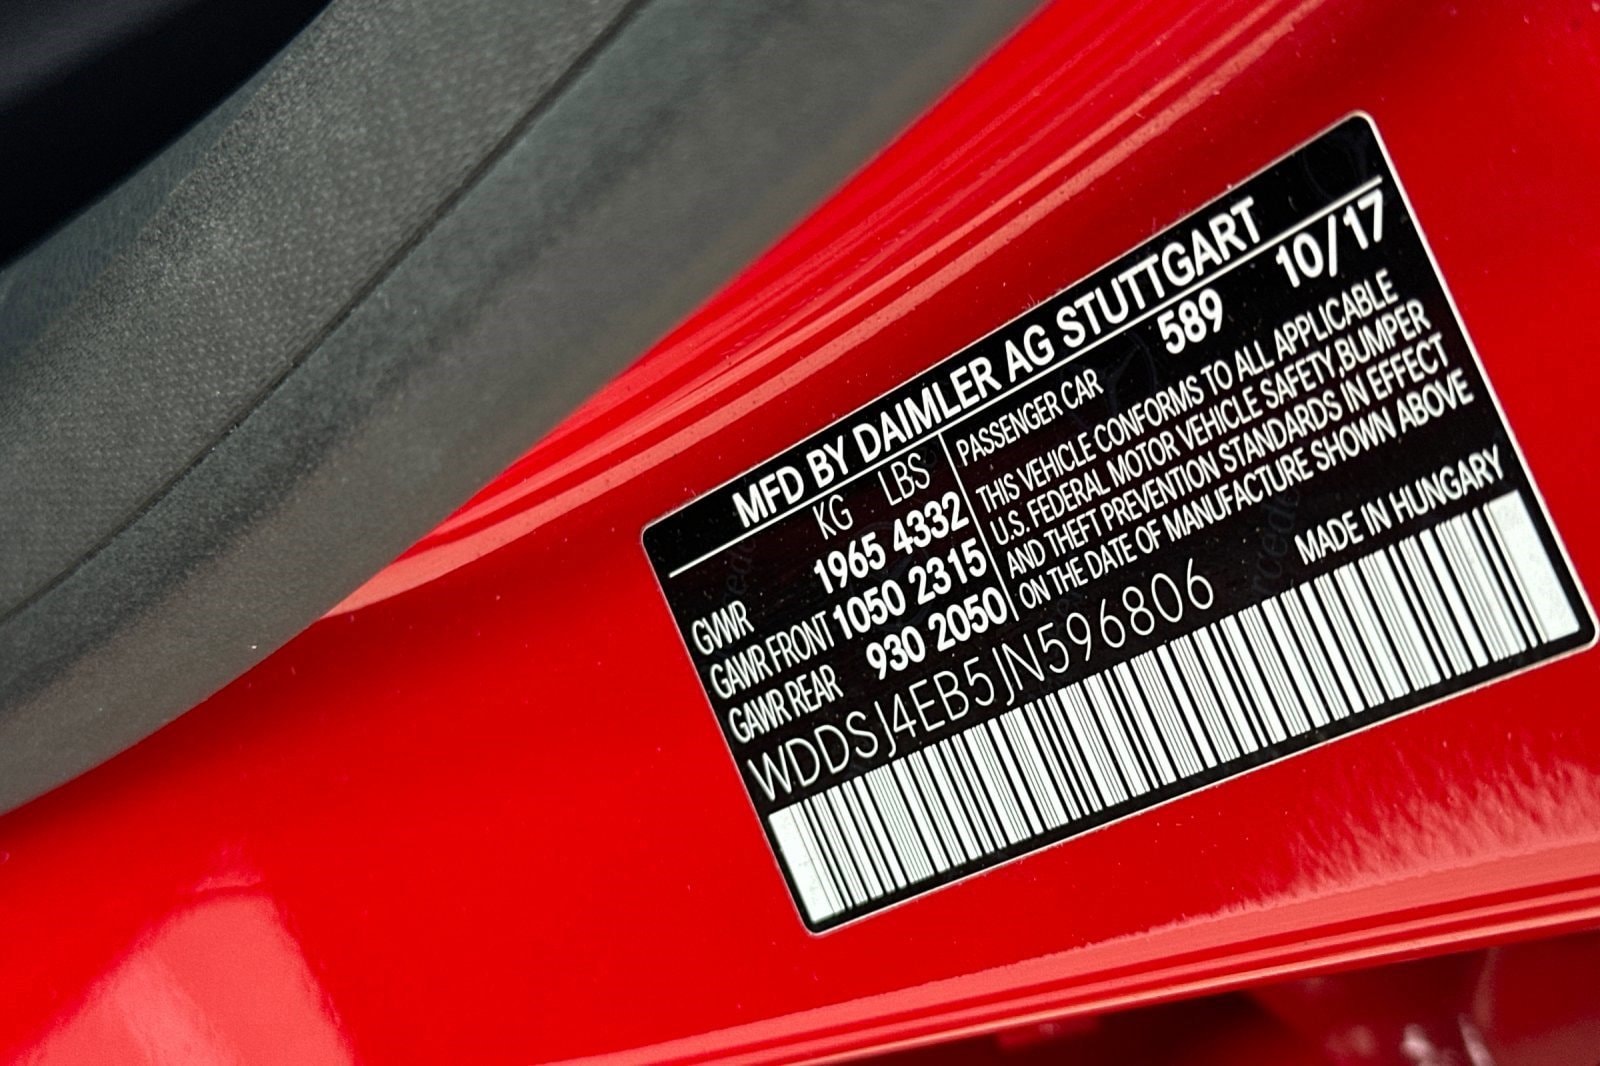 MFD BY DAIMLER AG STUTTGART
KG LBS
GVWR 1965 4332
GAWR FRONT 1050 2315
GAWR REAR 930 2050
PASSENGER CAR 589 10/17
THIS VEHICLE CONFORMS TO ALL APPLICABLE
U.S. FEDERAL MOTOR VEHICLE SAFETY,BUMPER
AND THEFT PREVENTION STANDARDS IN EFFECT
ON THE DATE OF MANUFACTURE SHOWN ABOVE
WDDSJ4EB5JN596806
MADE IN HUNGARY